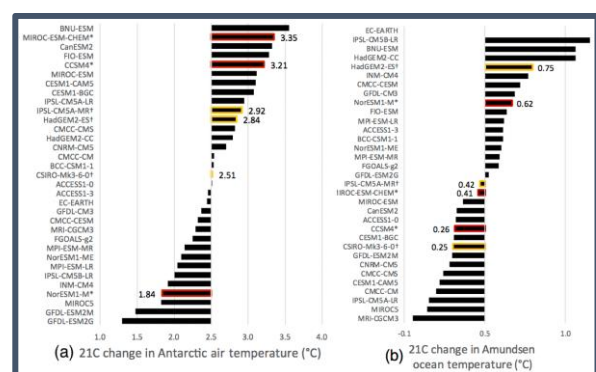 BNU-ESM
MIROC-ESM-CHEM*
3.35
CanESM2
FIO-ESM
CCSM4*
3.21
MIROC-ESM
CESM1-CAM5
CESM1-BGC
IPSL-CM5A-LR
IPSL-CM5A-MR†
2.92
HadGEM2-ES†
2.84
CMCC-CMS
HadGEM2-CC
CNRM-CM5
CMCC-CM
BCC-CSM1-1
CSIRO-Mk3-6-0†
2.51
ACCESS1-0
ACCESS1-3
EC-EARTH
GFDL-CM3
CMCC-CESM
MRI-CGCM3
FGOALS-g2
MPI-ESM-MR
NorESM1-ME
MPI-ESM-LR
IPSL-CM5B-LR
INM-CM4
NorESM1-M*
1.84
MIROC5
GFDL-ESM2M
GFDL-ESM2G
1.0 1.5 2.0 2.5 3.0 3.5 4.0
(a) 21C change in Antarctic air temperature (°C)
EC-EARTH
IPSL-CM5B-LR
BNU-ESM
HadGEM2-CC
HadGEM2-ES†
0.75
INM-CM4
CMCC-CESM
GFDL-CM3
NorESM1-M*
0.62
FIO-ESM
MPI-ESM-LR
ACCESS1-3
BCC-CSM1-1
NorESM1-ME
MPI-ESM-MR
FGOALS-g2
GFDL-ESM2G
IPSL-CM5A-MR†
0.42
IIROC-ESM-CHEM*
0.41
MIROC-ESM
CanESM2
ACCESS1-0
CCSM4*
0.26
CESM1-BGC
CSIRO-Mk3-6-0†
0.25
GFDL-ESM2M
CNRM-CM5
CMCC-CMS
CESM1-CAM5
CMCC-CM
IPSL-CM5A-LR
MIROC5
MRI-CGCM3
-0.1 0.5 1.0
(b) 21C change in Amundsen
ocean temperature (°C)